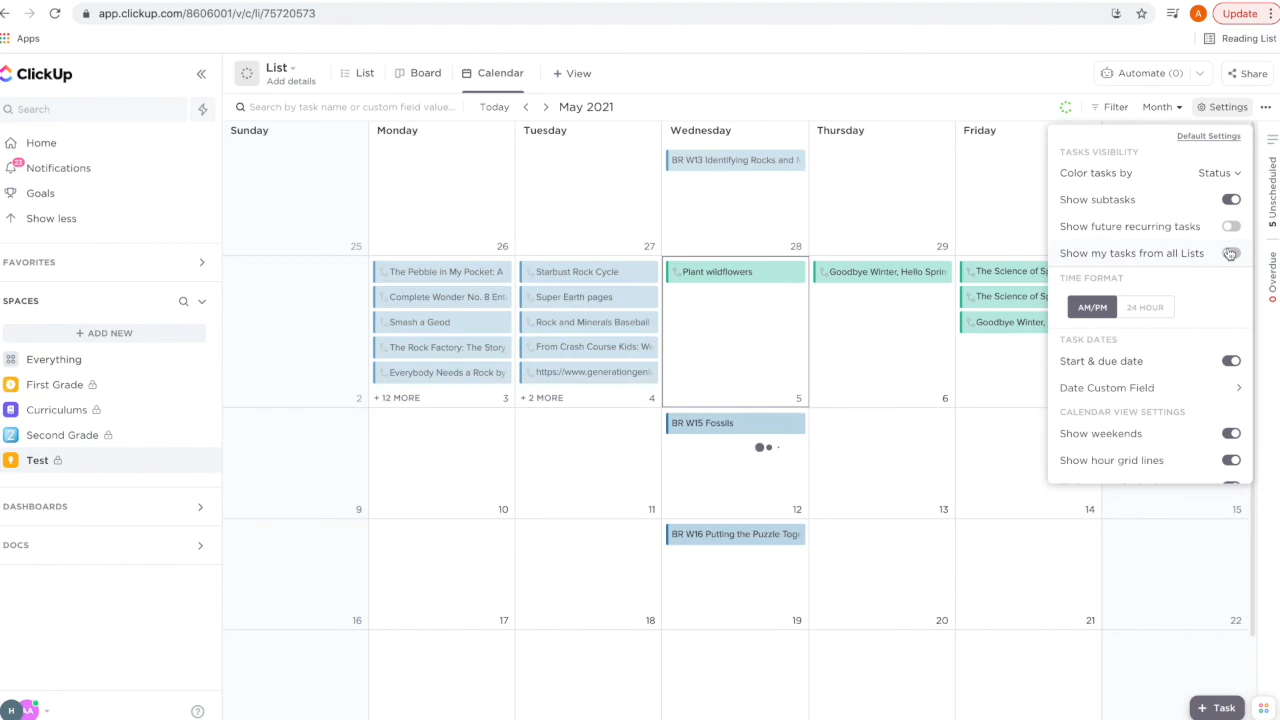 app.clickup.com/8606001/v/c/li/75720573
A
Update
Apps
Reading List
ClickUp
List
Add details
List
Board
Calendar
+ View
Automate (0)
Share
Search
Search by task name or custom field value...
Today
May 2021
Filter
Month
Settings
Home
23
Notifications
Goals
Show less
FAVORITES
SPACES
+ ADD NEW
Everything
First Grade
Curriculums
2 Second Grade
Test
DASHBOARDS
DOCS
H
AA
Sunday
Monday
Tuesday
Wednesday
Thursday
Friday
BR W13 Identifying Rocks and M
25
26
27
28
29
The Pebble in My Pocket: A
Starbust Rock Cycle
Plant wildflowers
Goodbye Winter, Hello Sprin
The Science of Sp
Complete Wonder No. 8 Ent
Super Earth pages
The Science of Sp
Smash a Geod
Rock and Minerals Baseball
Goodbye Winter,
The Rock Factory: The Story
From Crash Course Kids: We
Everybody Needs a Rock by
https://www.generationgeni
+ 12 MORE
+ 2 MORE
2
3
4
5
6
BR W15 Fossils
9
10
11
12
13
14
15
BR W16 Putting the Puzzle Toge
16
17
18
19
20
21
22
Default Settings
TASKS VISIBILITY
Color tasks by
Status
Show subtasks
Show future recurring tasks
Show my tasks from all Lists
TIME FORMAT
AM/PM
24 HOUR
TASK DATES
Start & due date
Date Custom Field
CALENDAR VIEW SETTINGS
Show weekends
Show hour grid lines
5 Unscheduled
0 Overdue
+ Task